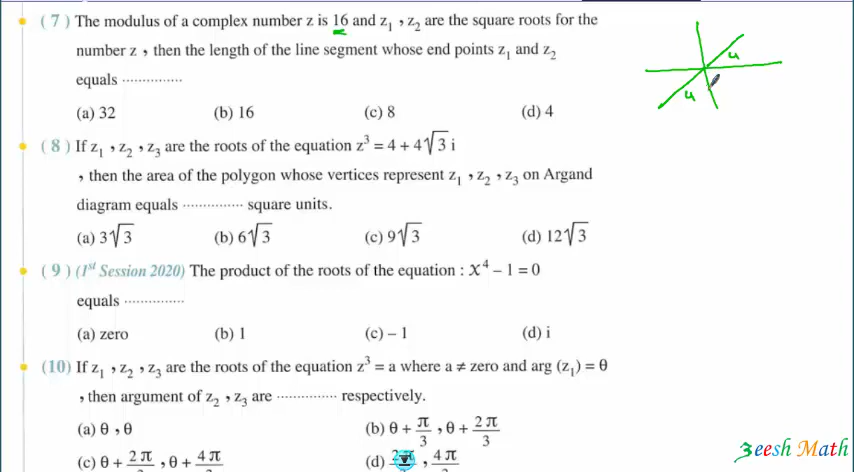 (7) The modulus of a complex number z is 16 and z₁ , z₂ are the square roots for the
number z , then the length of the line segment whose end points z₁ and z₂
equals ...............
(a) 32 (b) 16 (c) 8 (d) 4
4
4
(8) If z₁ , z₂ , z₃ are the roots of the equation z³ = 4 + 4√3 i
, then the area of the polygon whose vertices represent z₁ , z₂ , z₃ on Argand
diagram equals ............... square units.
(a) 3√3 (b) 6√3 (c) 9√3 (d) 12√3
(9) (1st Session 2020) The product of the roots of the equation : x⁴ – 1 = 0
equals ...............
(a) zero (b) 1 (c) – 1 (d) i
(10) If z₁ , z₂ , z₃ are the roots of the equation z³ = a where a ≠ zero and arg (z₁) = θ
, then argument of z₂ , z₃ are ............... respectively.
(a) θ , θ (b) θ + π/3 , θ + 2π/3
(c) θ + 2π , θ + 4π (d) 4π
Zeesh Math